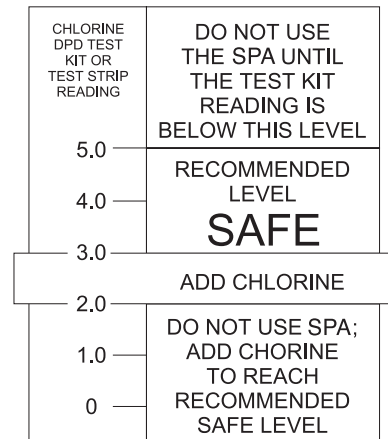 CHLORINE
DPD TEST
KIT OR
TEST STRIP
READING
DO NOT USE
THE SPA UNTIL
THE TEST KIT
READING IS
BELOW THIS LEVEL
5.0
RECOMMENDED
LEVEL
4.0
SAFE
3.0
ADD CHLORINE
2.0
DO NOT USE SPA;
ADD CHORINE
1.0
TO REACH
RECOMMENDED
0
SAFE LEVEL